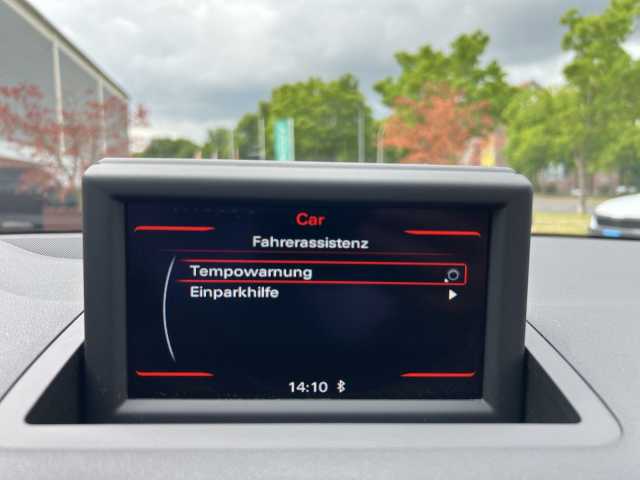 Car
Fahrerassistenz
Tempowarnung
Einparkhilfe
14:10